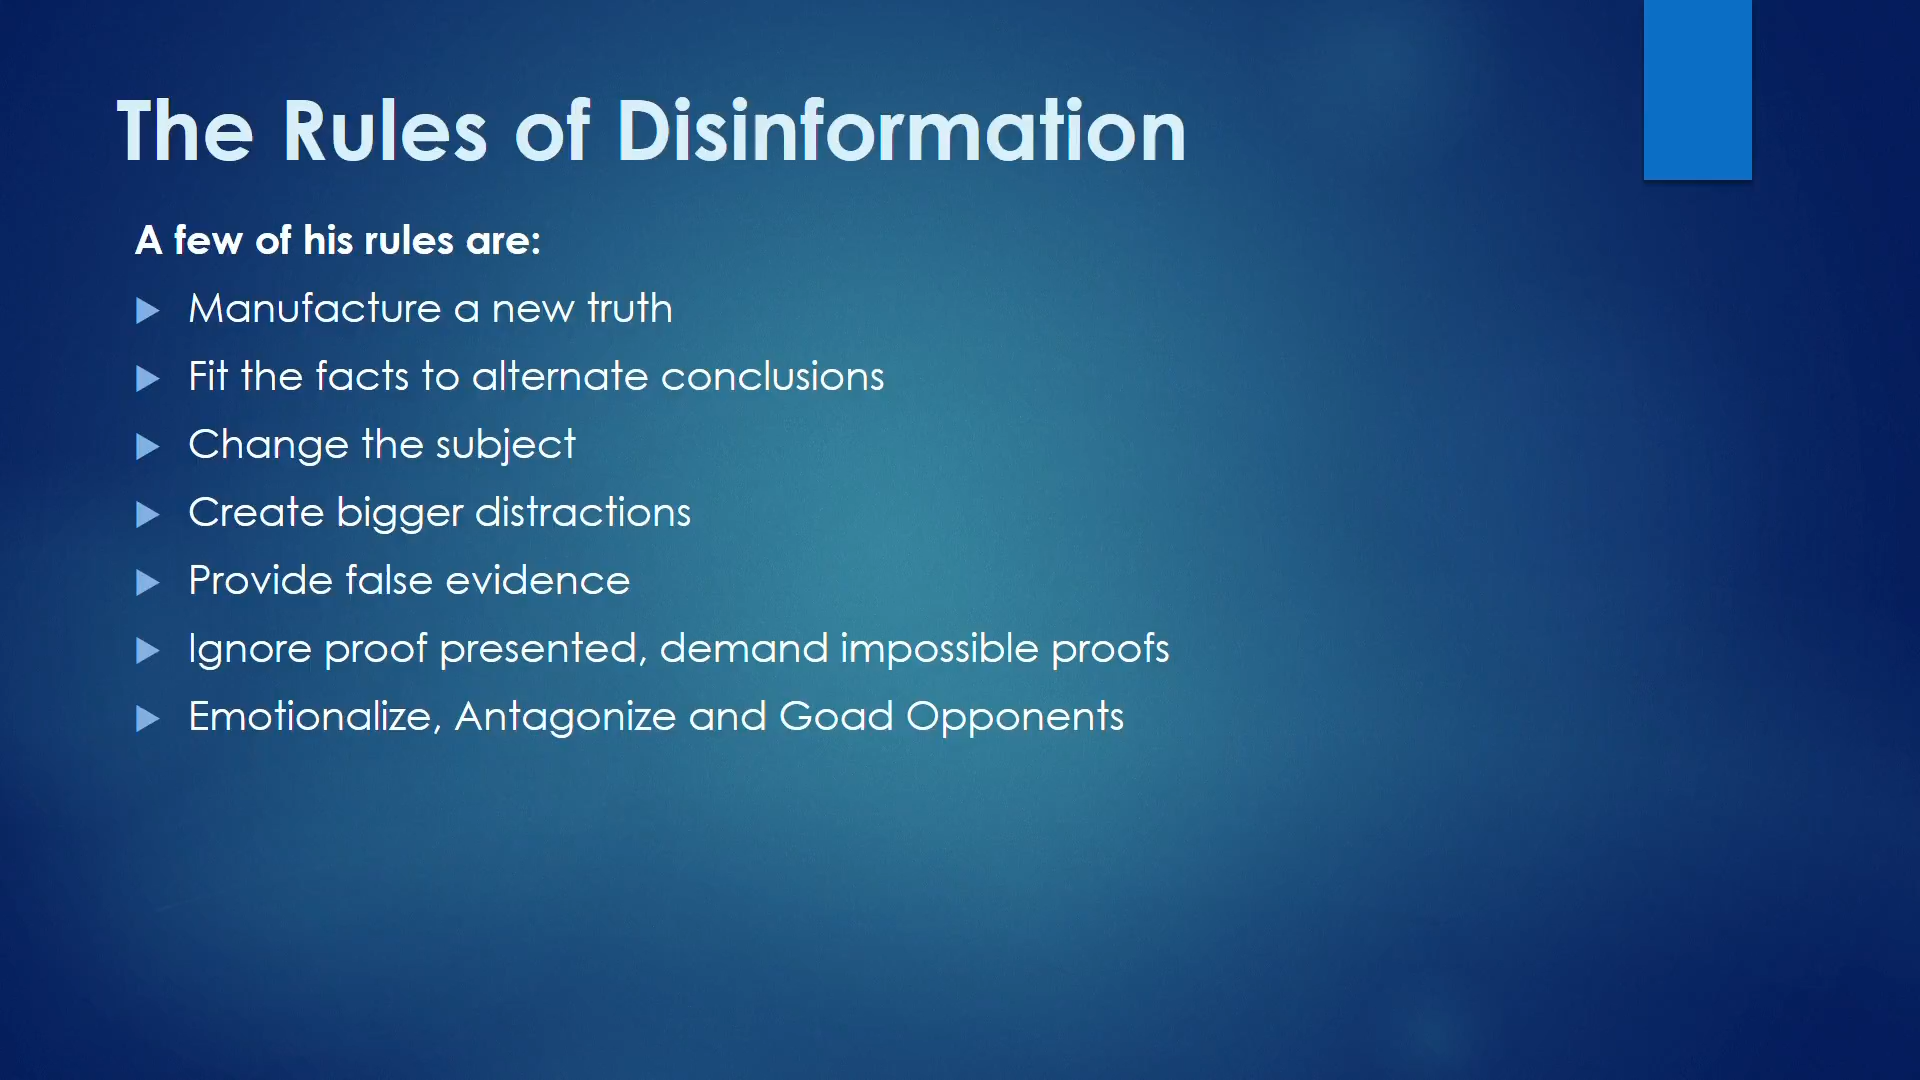 The Rules of Disinformation
A few of his rules are:
Manufacture a new truth
Fit the facts to alternate conclusions
Change the subject
Create bigger distractions
Provide false evidence
Ignore proof presented, demand impossible proofs
Emotionalize, Antagonize and Goad Opponents